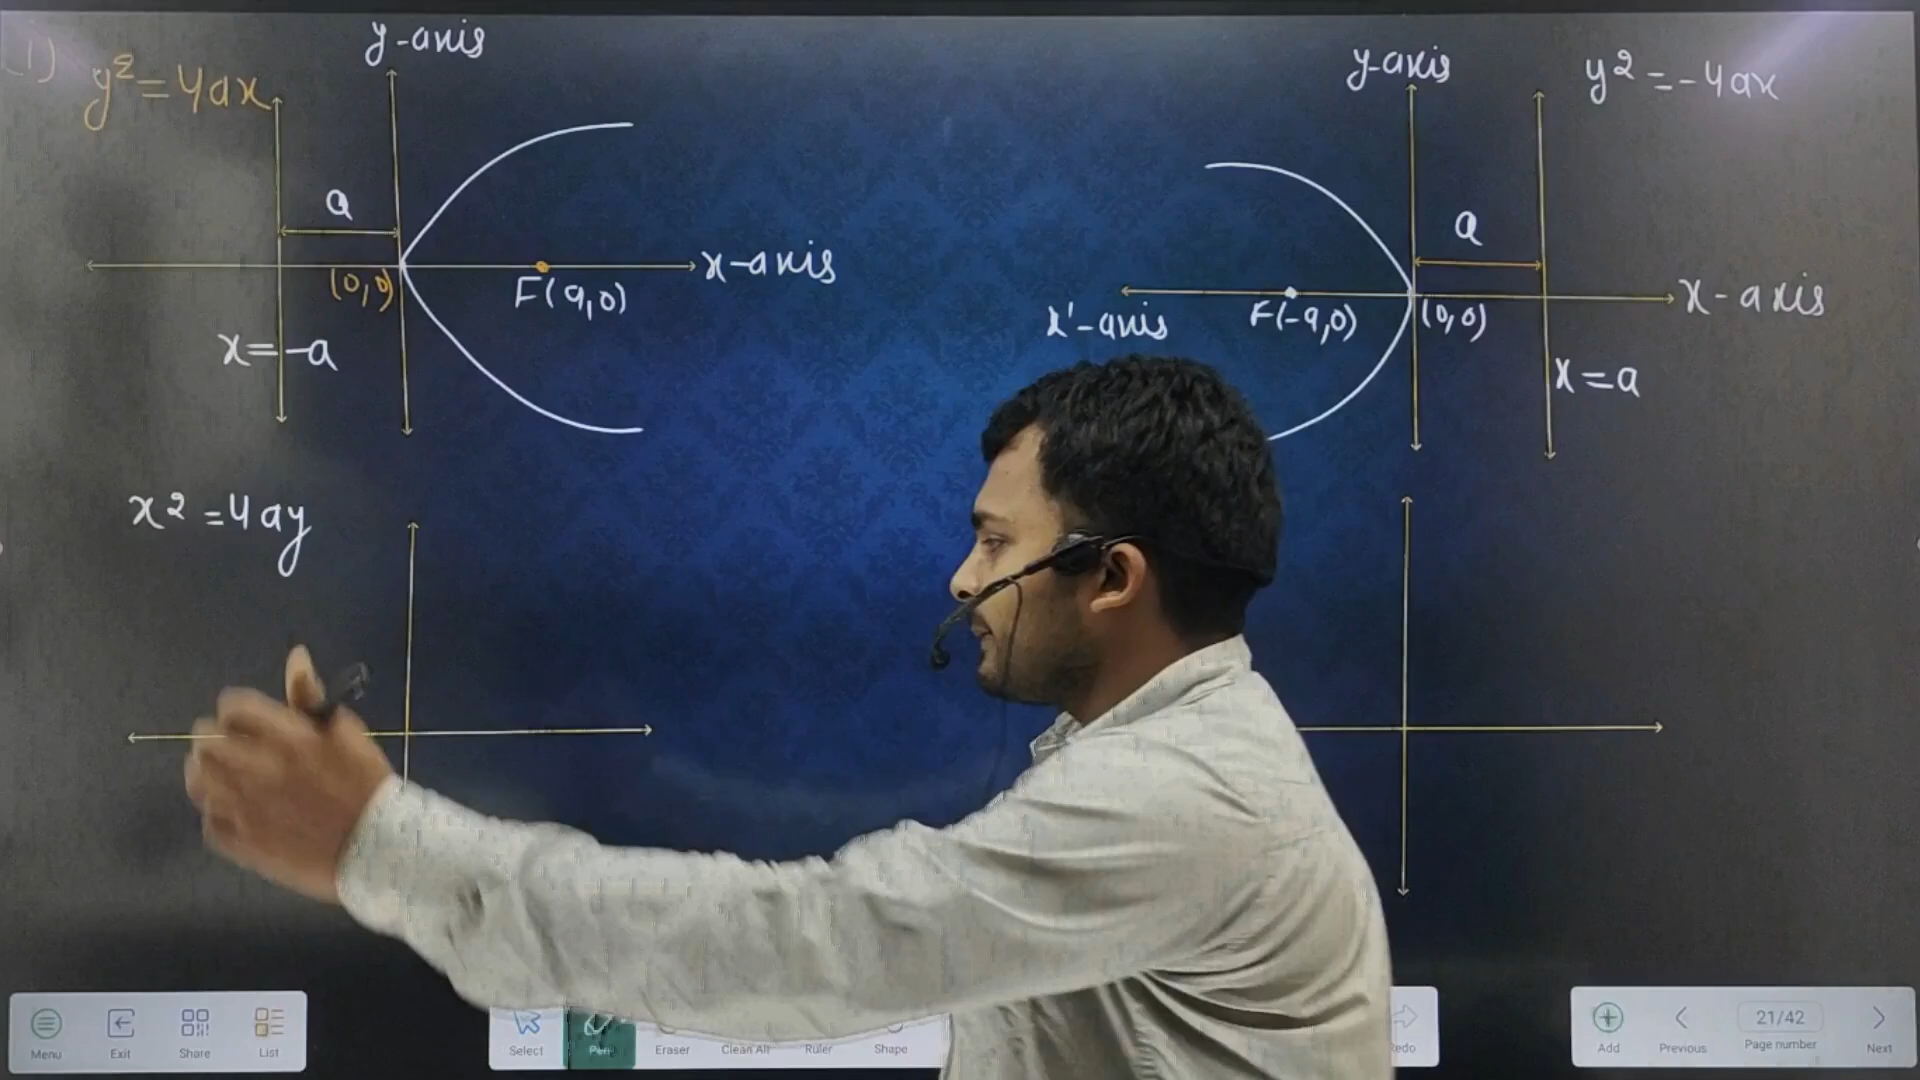 1)
y² = 4ax
y-axis
a
(0,0)
F(a,0)
x-axis
x = -a
y-axis
y² = -4ax
a
x'-axis
F(-a,0)
(0,0)
x-axis
x = a
x² = 4ay
Menu
Exit
Share
List
Select
Pen
Eraser
Clean All
Ruler
Shape
Redo
Add
Previous
21/42
Page number
Next